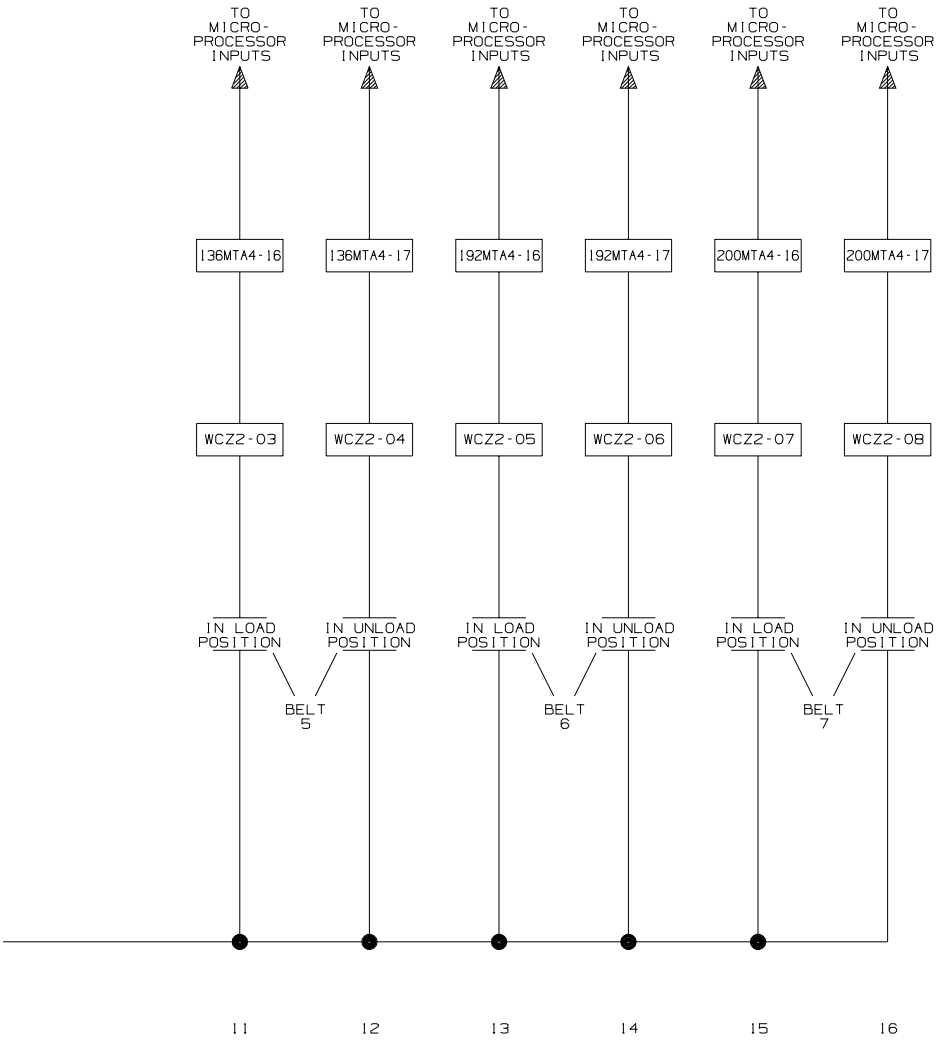 TO TO TO TO TO TO
MICRO- MICRO- MICRO- MICRO- MICRO- MICRO-
PROCESSOR PROCESSOR PROCESSOR PROCESSOR PROCESSOR PROCESSOR
INPUTS INPUTS INPUTS INPUTS INPUTS INPUTS
136MTA4-16 136MTA4-17 192MTA4-16 192MTA4-17 200MTA4-16 200MTA4-17
WCZ2-03 WCZ2-04 WCZ2-05 WCZ2-06 WCZ2-07 WCZ2-08
IN LOAD IN UNLOAD IN LOAD IN UNLOAD IN LOAD IN UNLOAD
POSITION POSITION POSITION POSITION POSITION POSITION
BELT BELT BELT
5 6 7
11 12 13 14 15 16